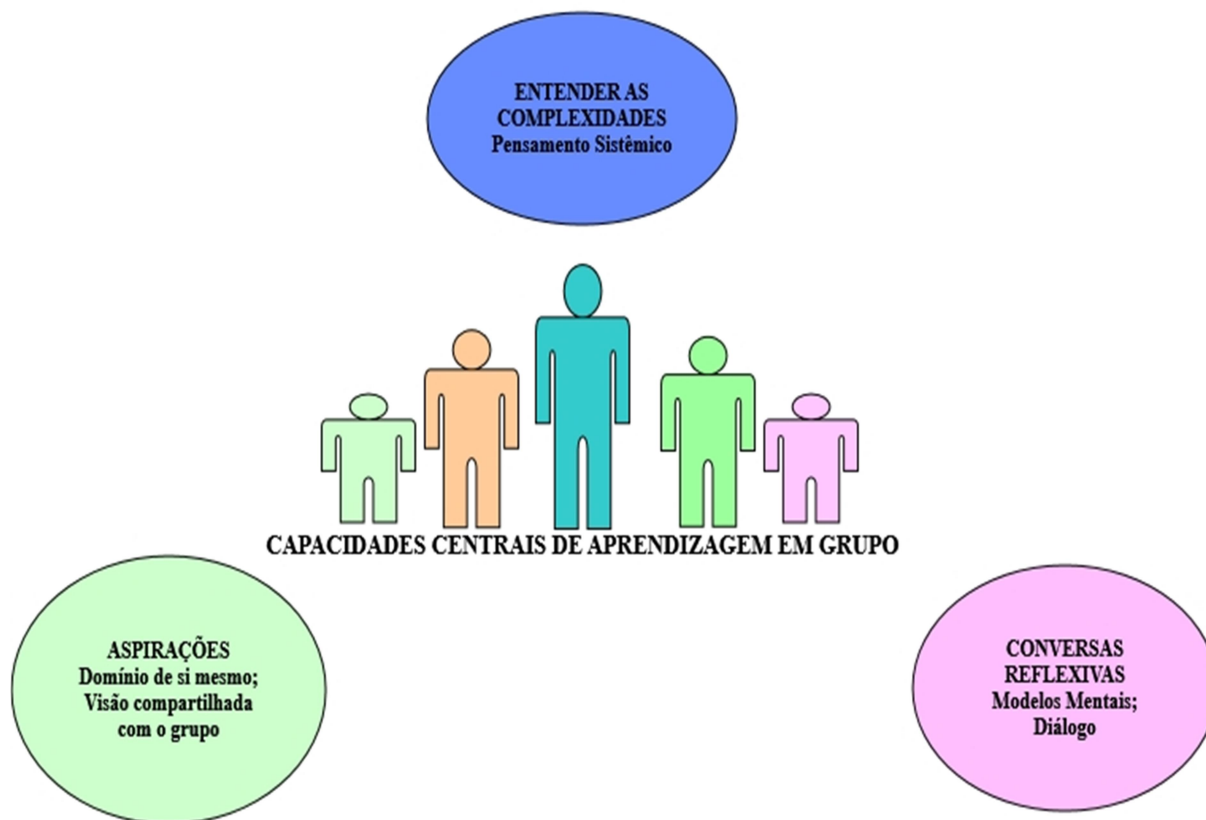 ENTENDER AS
COMPLEXIDADES
Pensamento Sistêmico
CAPACIDADES CENTRAIS DE APRENDIZAGEM EM GRUPO
ASPIRAÇÕES
Domínio de si mesmo;
Visão compartilhada
com o grupo
CONVERSAS
REFLEXIVAS
Modelos Mentais;
Diálogo